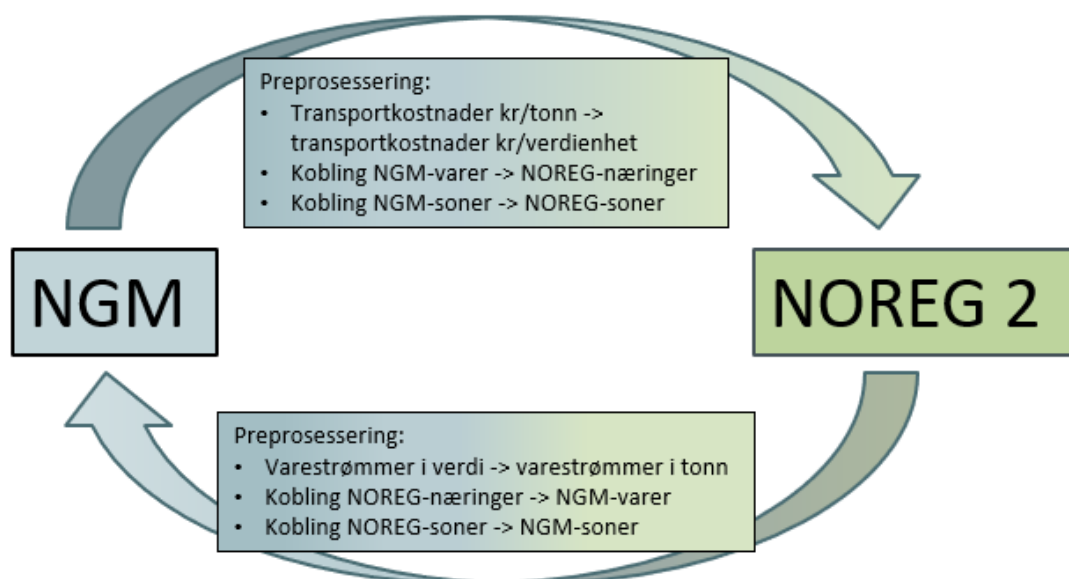 Preprosessering:
• Transportkostnader kr/tonn ->
transportkostnader kr/verdienhet
• Kobling NGM-varer -> NOREG-næringer
• Kobling NGM-soner -> NOREG-soner
NGM
NOREG 2
Preprosessering:
• Varestrømmer i verdi -> varestrømmer i tonn
• Kobling NOREG-næringer -> NGM-varer
• Kobling NOREG-soner -> NGM-soner